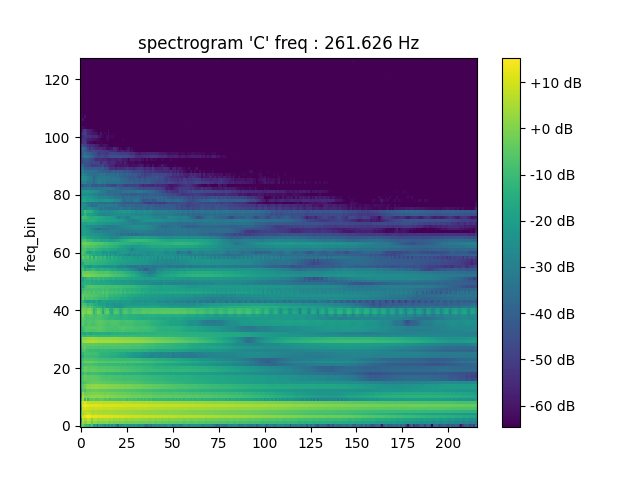 spectrogram 'C' freq : 261.626 Hz
freq_bin
120
100
80
60
40
20
0
0 25 50 75 100 125 150 175 200
+10 dB
+0 dB
-10 dB
-20 dB
-30 dB
-40 dB
-50 dB
-60 dB